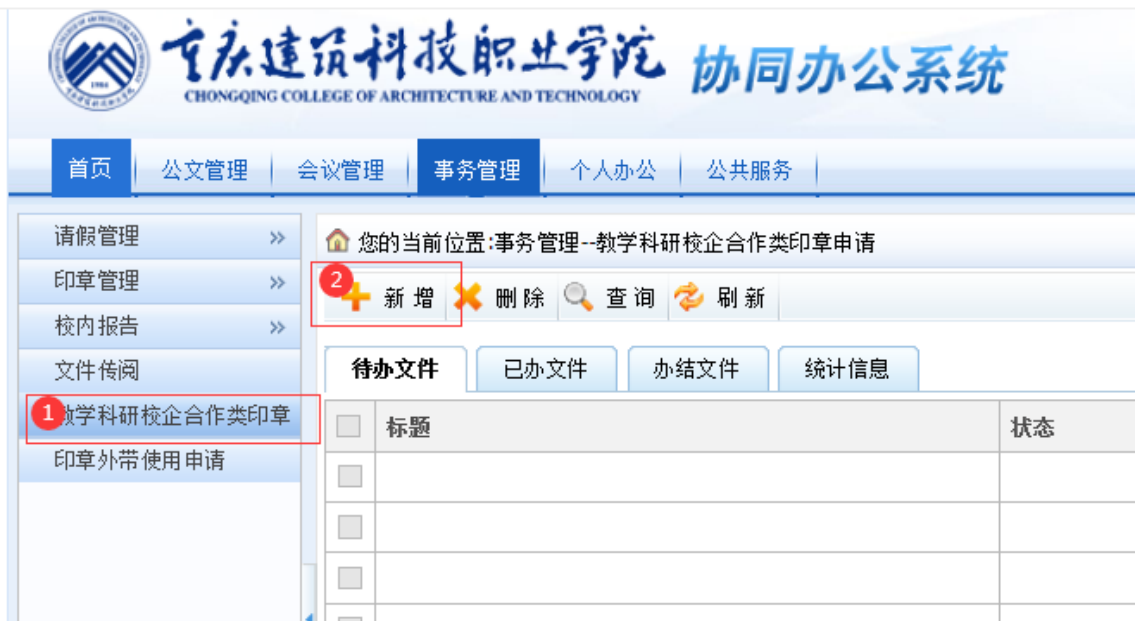 重庆建筑科技职业学院 协同办公系统
CHONGQING COLLEGE OF ARCHITECTURE AND TECHNOLOGY
1984
首页 公文管理 会议管理 事务管理 个人办公 公共服务
请假管理 »
印章管理 »
校内报告 »
文件传阅
1 教学科研校企合作类印章
印章外带使用申请
您的当前位置:事务管理--教学科研校企合作类印章申请
2 新增 删除 查询 刷新
待办文件 已办文件 办结文件 统计信息
标题 状态